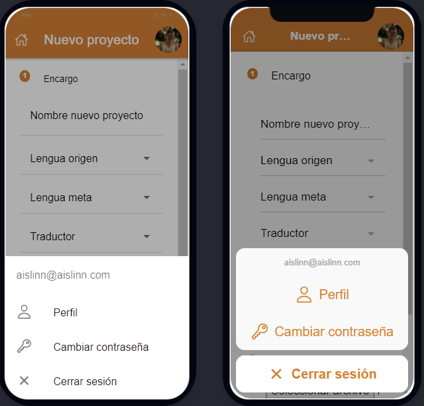 Nuevo proyecto
1
Encargo
Nombre nuevo proyecto
Lengua origen
Lengua meta
Traductor
aislinn@aislinn.com
Perfil
Cambiar contraseña
Cerrar sesión
Nuevo pr…
1
Encargo
Nombre nuevo proy…
Lengua origen
Lengua meta
Traductor
aislinn@aislinn.com
Perfil
Cambiar contraseña
Cerrar sesión
Seleccionar archivo